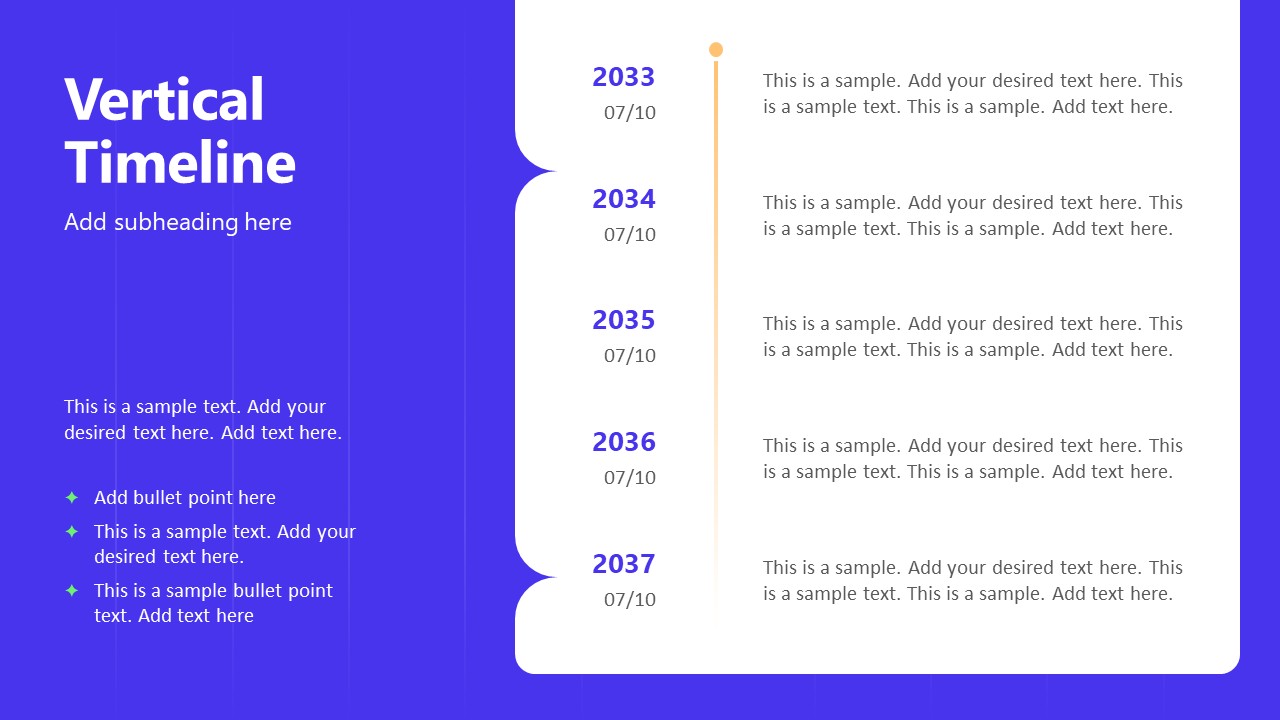 Vertical
Timeline
Add subheading here
This is a sample text. Add your
desired text here. Add text here.
Add bullet point here
This is a sample text. Add your
desired text here.
This is a sample bullet point
text. Add text here
2033
07/10
This is a sample. Add your desired text here. This
is a sample text. This is a sample. Add text here.
2034
07/10
This is a sample. Add your desired text here. This
is a sample text. This is a sample. Add text here.
2035
07/10
This is a sample. Add your desired text here. This
is a sample text. This is a sample. Add text here.
2036
07/10
This is a sample. Add your desired text here. This
is a sample text. This is a sample. Add text here.
2037
07/10
This is a sample. Add your desired text here. This
is a sample text. This is a sample. Add text here.